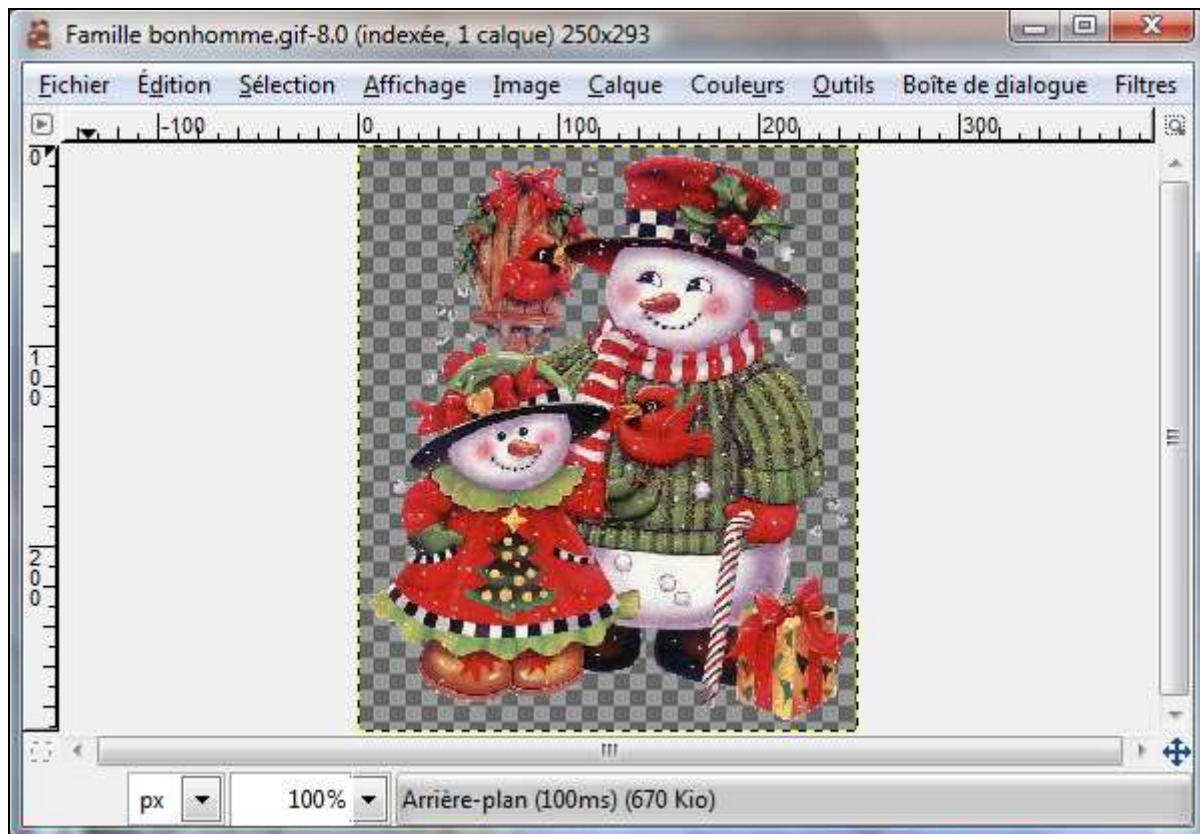 Famille bonhomme.gif-8.0 (indexée, 1 calque) 250x293
Fichier Édition Sélection Affichage Image Calque Couleurs Outils Boîte de dialogue Filtres
-100 0 100 200 300
0
100
200
px 100% Arrière-plan (100ms) (670 Kio)